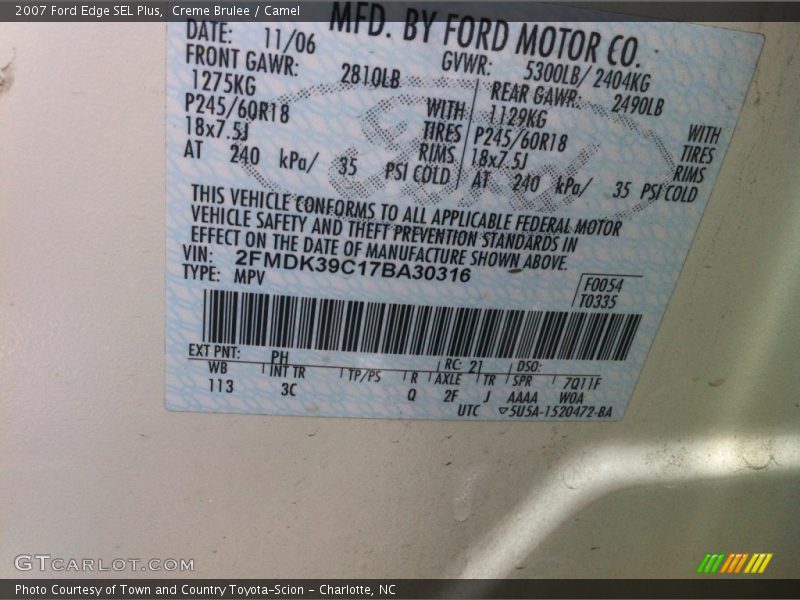 2007 Ford Edge SEL Plus, Creme Brulee / Camel
MFD. BY FORD MOTOR CO.
DATE: 11/06 GVWR: 5300LB/ 2404KG
FRONT GAWR: 2810LB REAR GAWR: 2490LB
1275KG WITH 1129KG WITH
P245/60R18 TIRES P245/60R18 TIRES
18x7.5J RIMS 18x7.5J RIMS
AT 240 kPa/ 35 PSI COLD AT 240 kPa/ 35 PSI COLD
THIS VEHICLE CONFORMS TO ALL APPLICABLE FEDERAL MOTOR
VEHICLE SAFETY AND THEFT PREVENTION STANDARDS IN
EFFECT ON THE DATE OF MANUFACTURE SHOWN ABOVE.
VIN: 2FMDK39C17BA30316
TYPE: MPV
F0054
T0335
EXT PNT: PH RC: 21 DSO:
WB INT TR TP/PS R AXLE TR SPR 7Q11F
113 3C Q 2F J AAAA WOA
UTC ▽5U5A-1520472-BA
GTCARLOT.COM
Photo Courtesy of Town and Country Toyota-Scion - Charlotte, NC